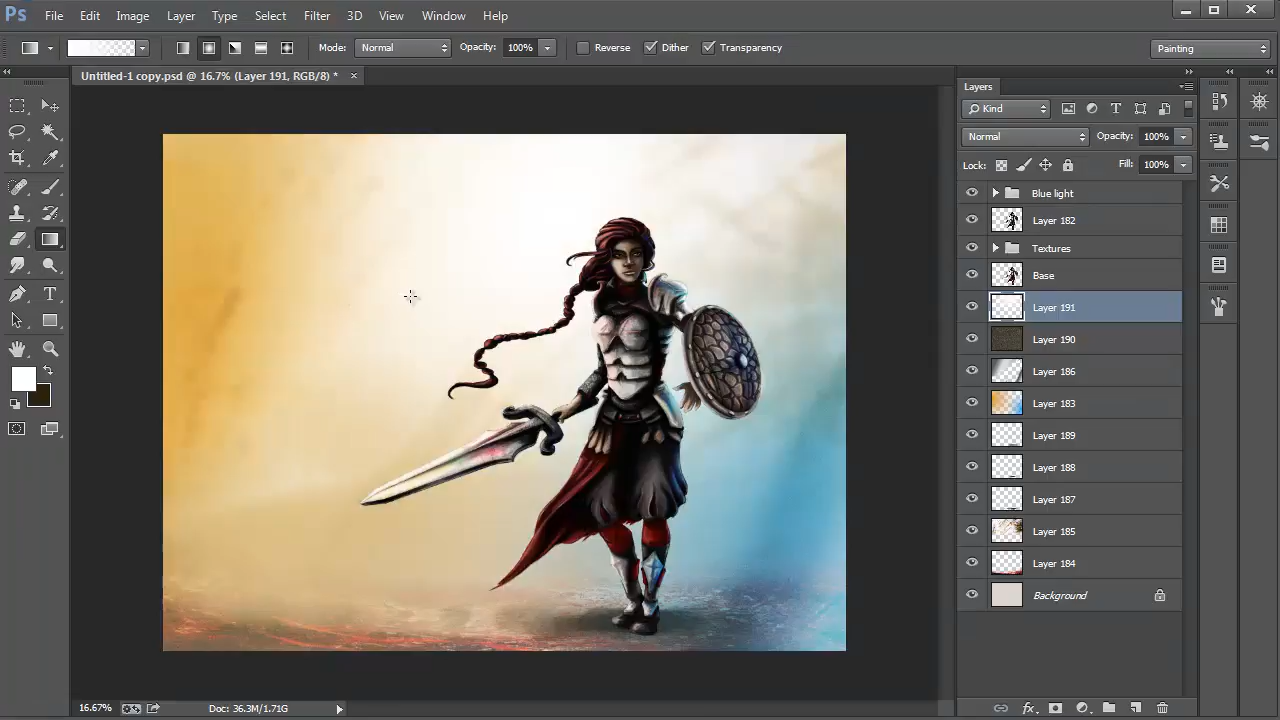 Ps File Edit Image Layer Type Select Filter 3D View Window Help
Mode: Normal Opacity: 100% Reverse Dither Transparency Painting
Untitled-1 copy.psd @ 16.7% (Layer 191, RGB/8) * ×
Layers
Kind
Normal Opacity: 100%
Lock: Fill: 100%
Blue light
Layer 182
Textures
Base
Layer 191
Layer 190
Layer 186
Layer 183
Layer 189
Layer 188
Layer 187
Layer 185
Layer 184
Background
16.67% Doc: 36.3M/1.71G